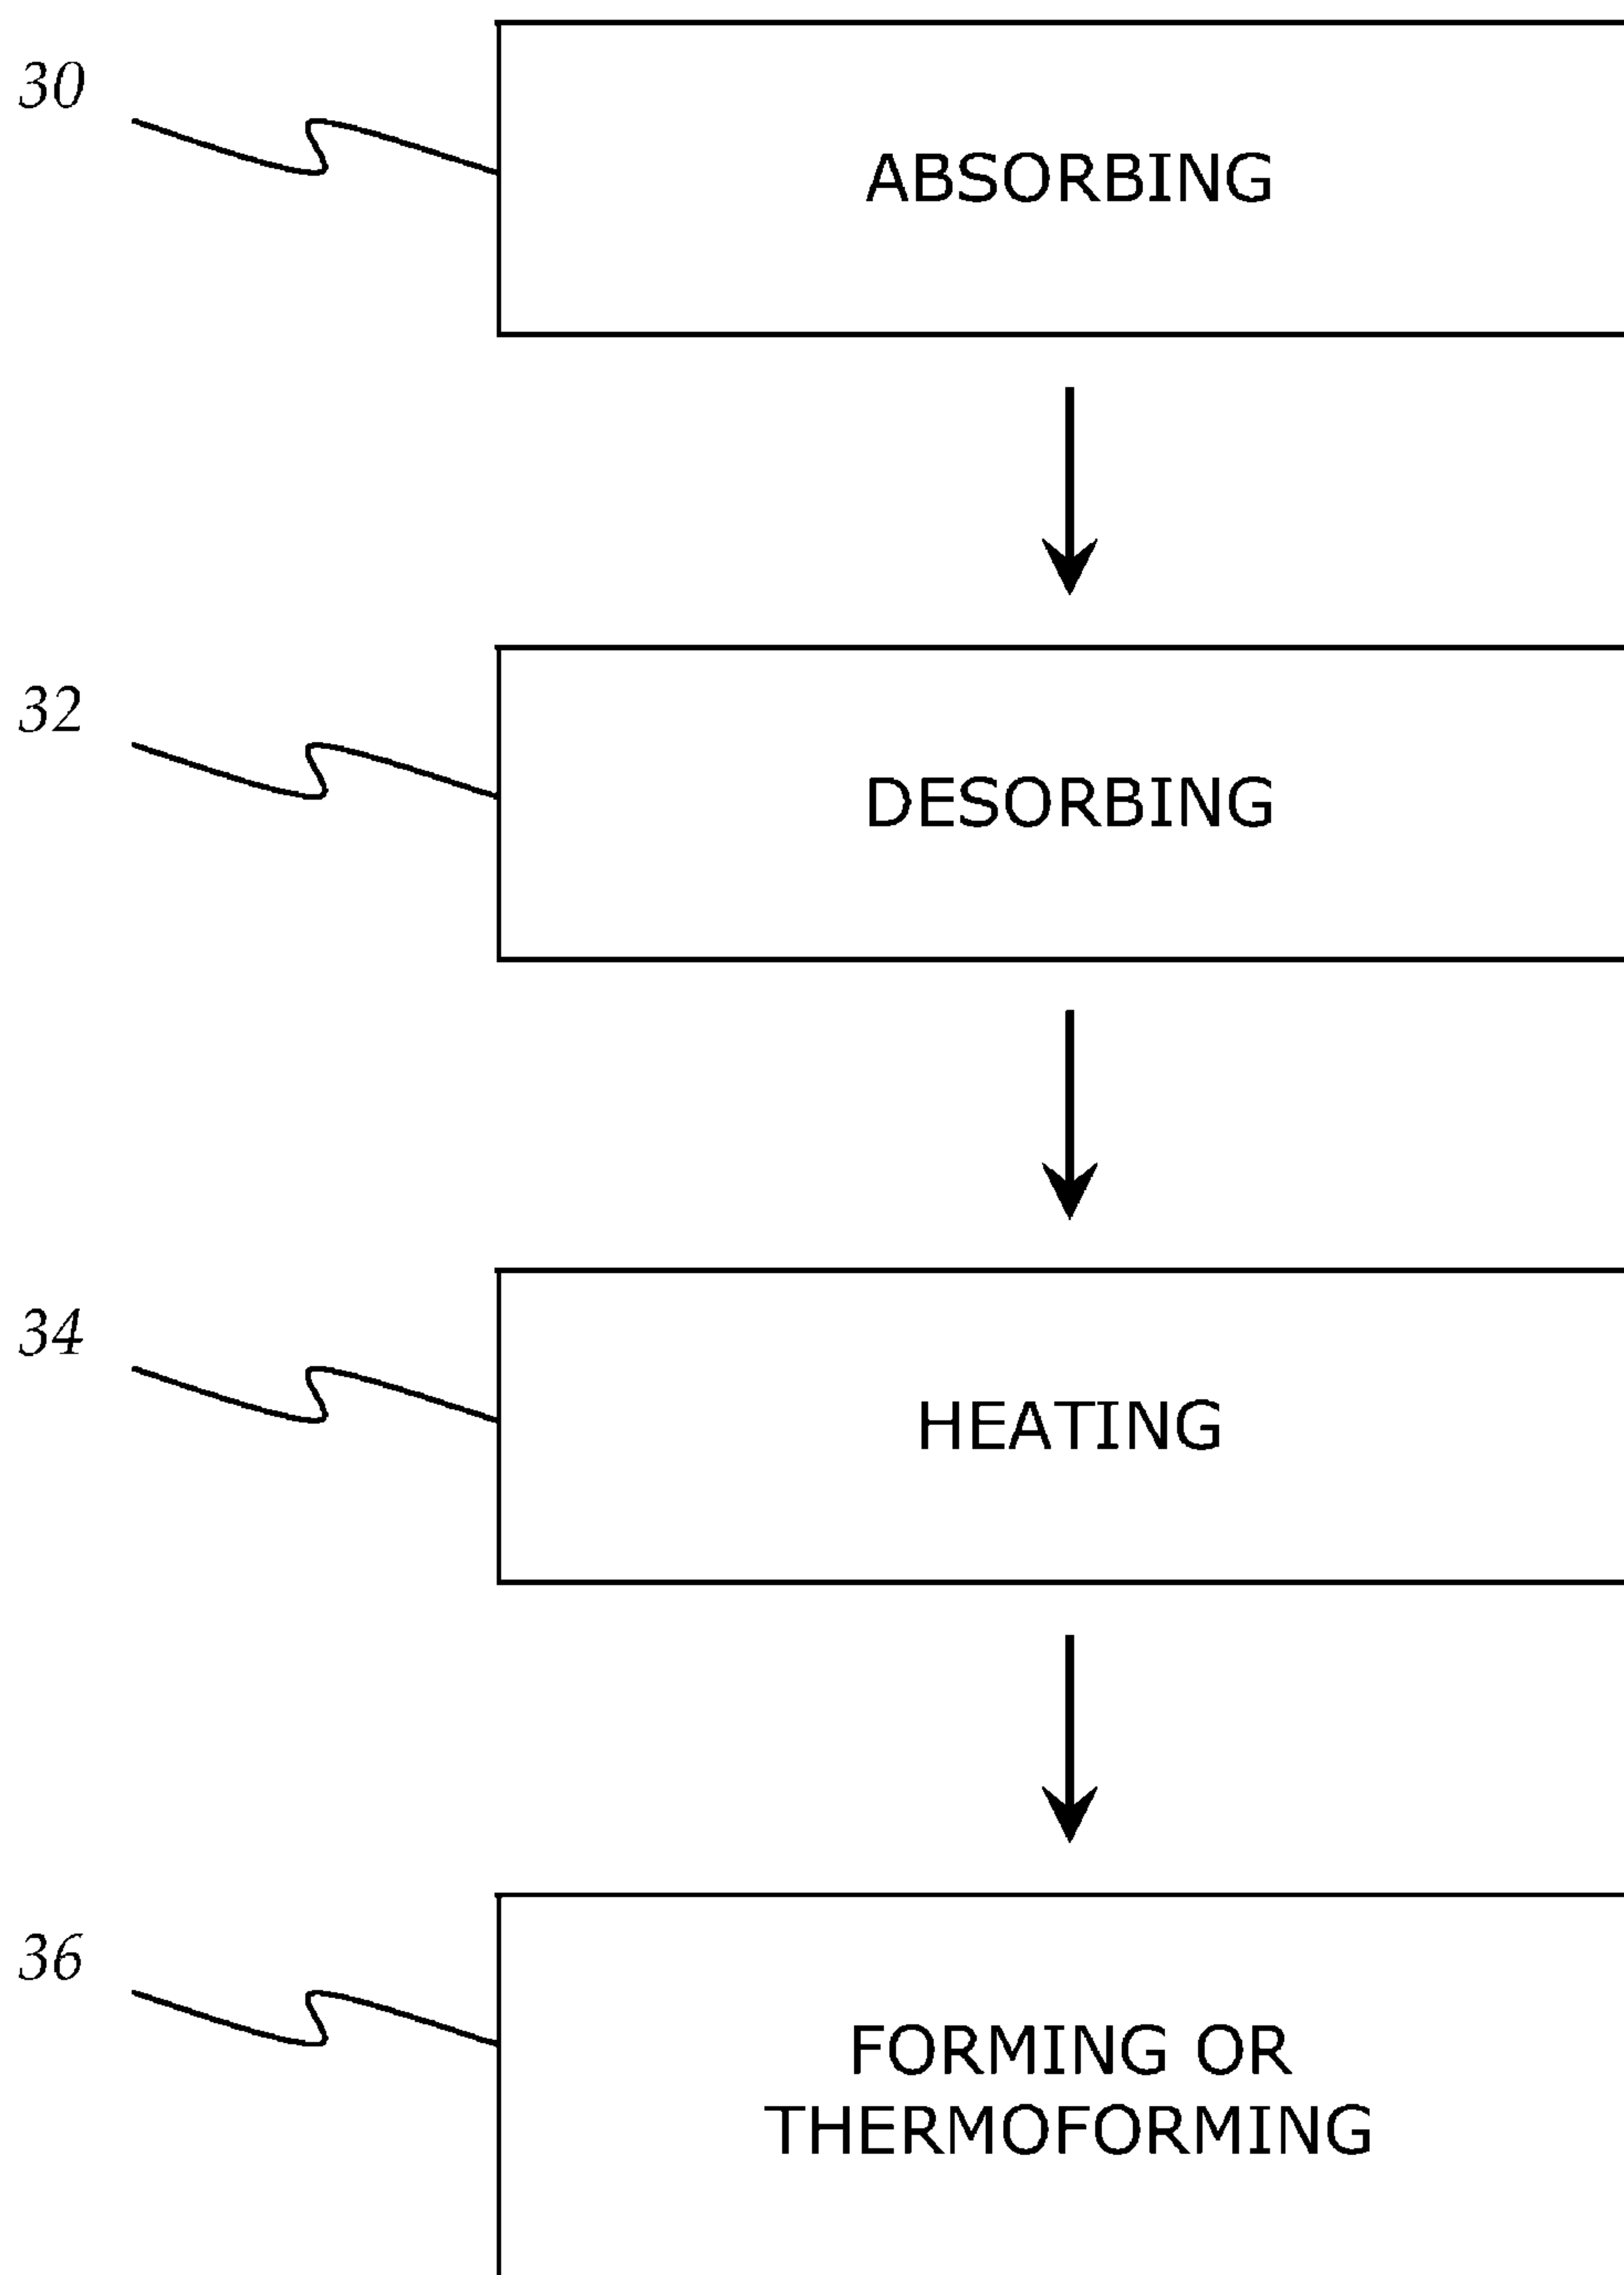 30
ABSORBING
32
DESORBING
34
HEATING
36
FORMING OR
THERMOFORMING